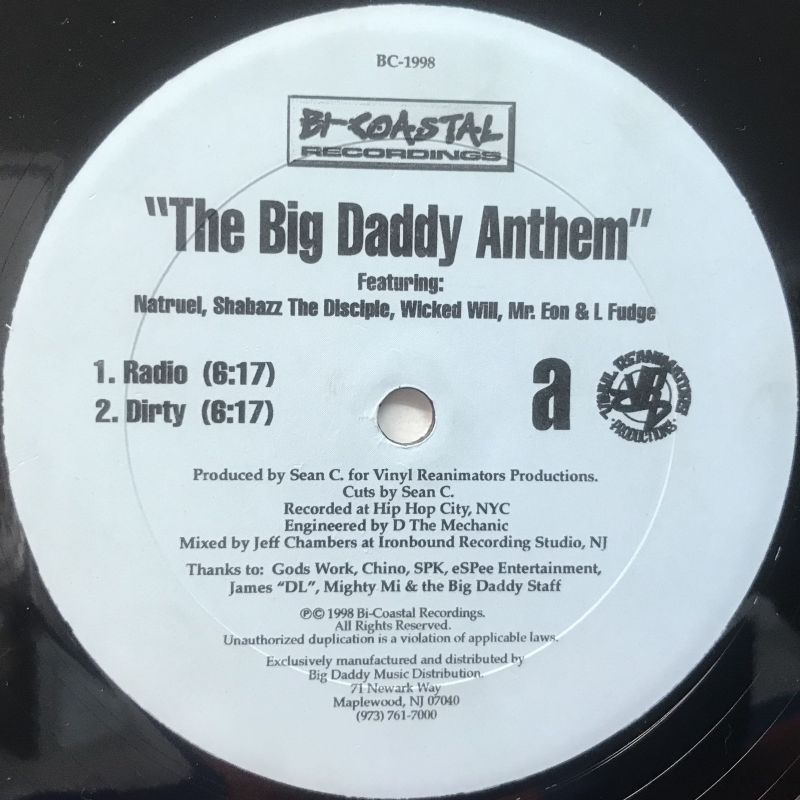 BC-1998
BI-COASTAL
RECORDINGS
"The Big Daddy Anthem"
Featuring:
Natruel, Shabazz The Disciple, Wicked Will, Mr. Eon & L Fudge
1. Radio (6:17)
2. Dirty (6:17)
a
VINYL REANIMATORS
VR
PRODUCTIONS
Produced by Sean C. for Vinyl Reanimators Productions.
Cuts by Sean C.
Recorded at Hip Hop City, NYC
Engineered by D The Mechanic
Mixed by Jeff Chambers at Ironbound Recording Studio, NJ
Thanks to: Gods Work, Chino, SPK, eSPee Entertainment,
James "DL", Mighty Mi & the Big Daddy Staff
℗© 1998 Bi-Coastal Recordings.
All Rights Reserved.
Unauthorized duplication is a violation of applicable laws.
Exclusively manufactured and distributed by
Big Daddy Music Distribution.
71 Newark Way
Maplewood, NJ 07040
(973) 761-7000